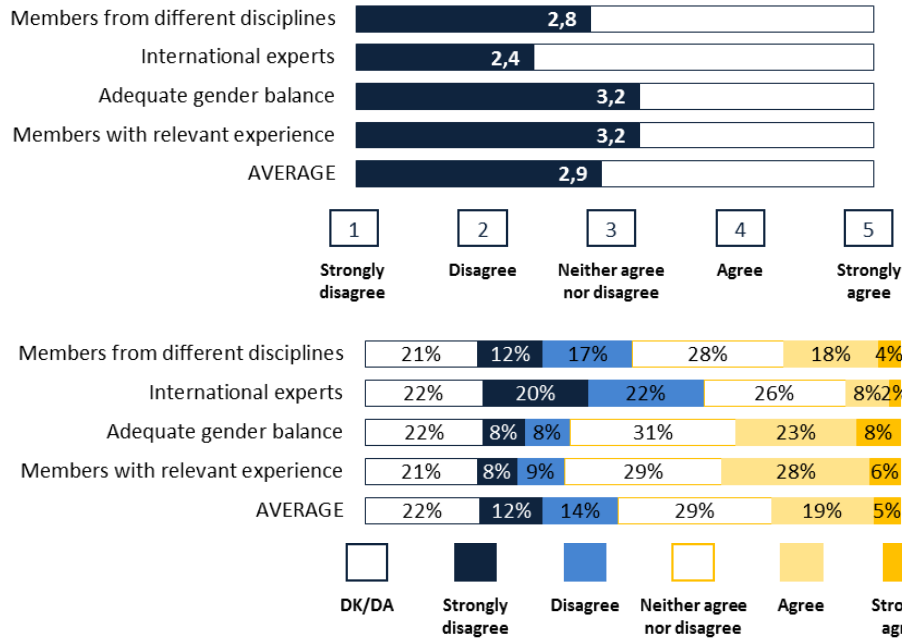 Members from different disciplines 2,8
International experts 2,4
Adequate gender balance 3,2
Members with relevant experience 3,2
AVERAGE 2,9
1 2 3 4 5
Strongly disagree Disagree Neither agree nor disagree Agree Strongly agree
Members from different disciplines 21% 12% 17% 28% 18% 4%
International experts 22% 20% 22% 26% 8% 2%
Adequate gender balance 22% 8% 8% 31% 23% 8%
Members with relevant experience 21% 8% 9% 29% 28% 6%
AVERAGE 22% 12% 14% 29% 19% 5%
DK/DA Strongly disagree Disagree Neither agree nor disagree Agree